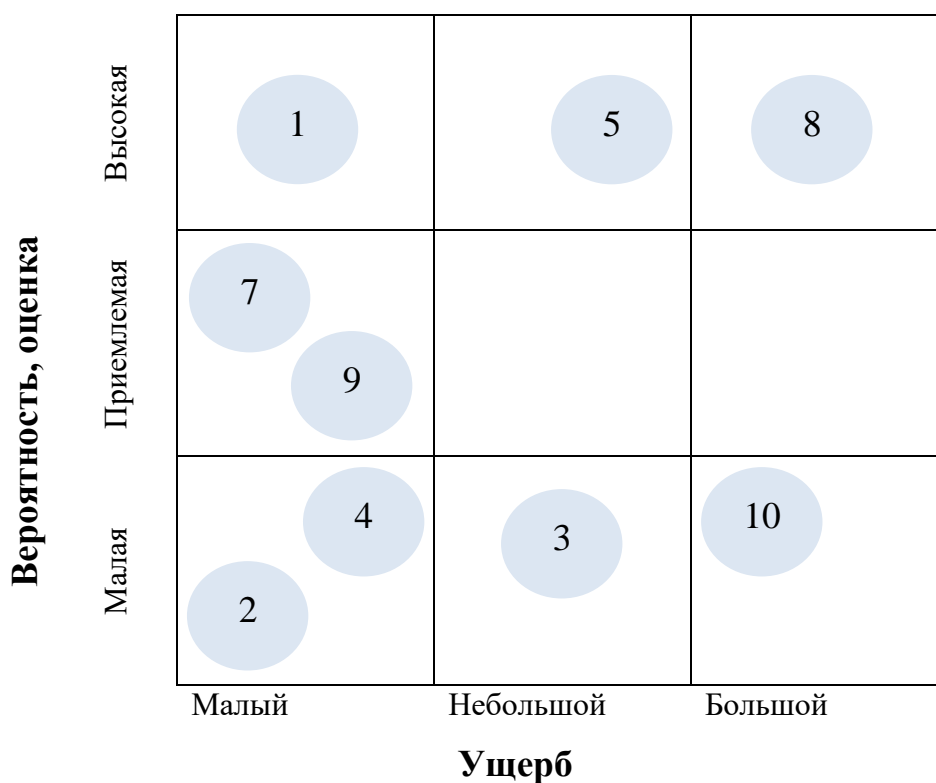 Вероятность, оценка
Высокая
1
5
8
Приемлемая
7
9
Малая
4
3
10
2
Малый
Небольшой
Большой
Ущерб